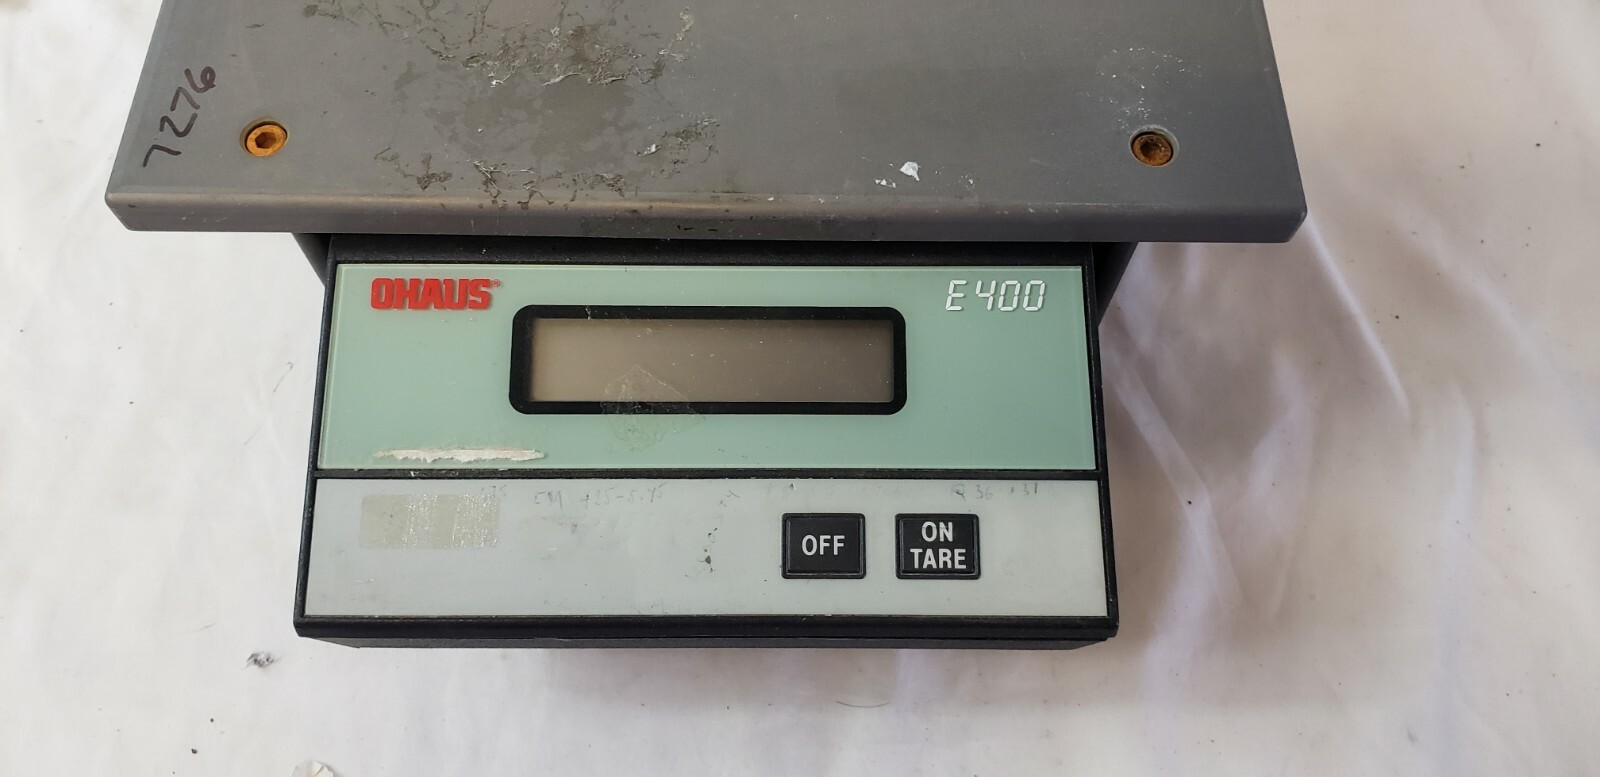 7276
OHAUS®
E400
OFF
ON
TARE